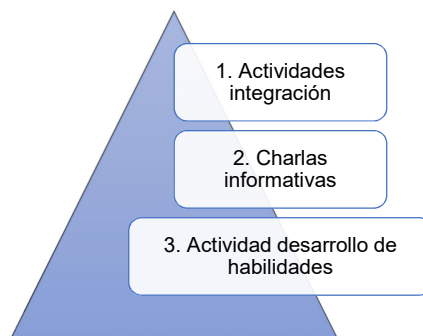 1. Actividades
integración
2. Charlas
informativas
3. Actividad desarrollo de
habilidades